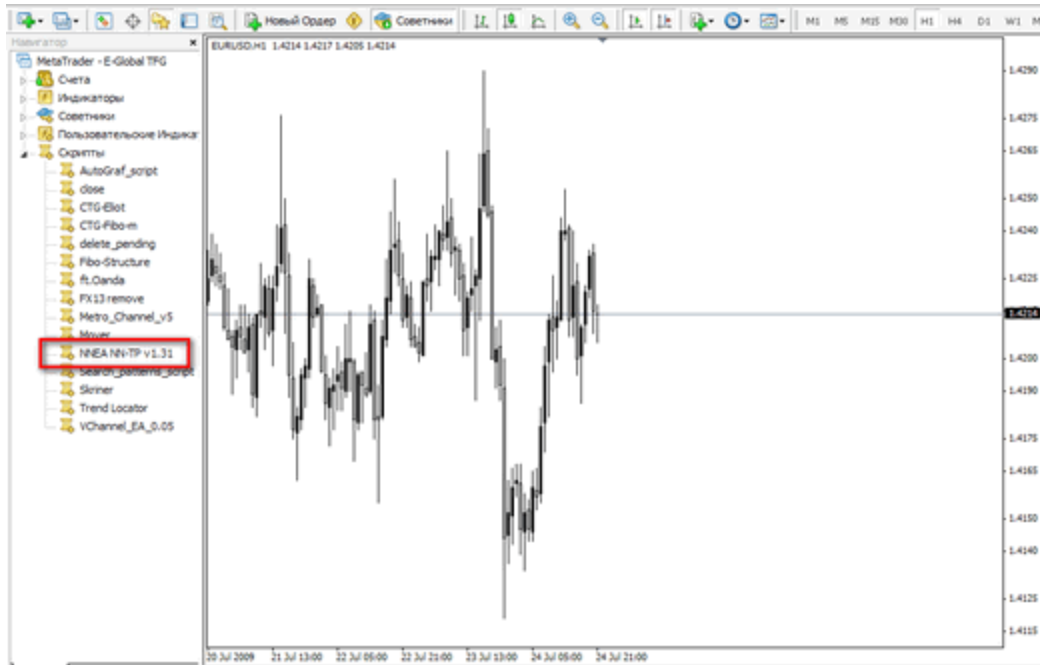 Новый Ордер Советники M1 M5 M15 M30 H1 H4 D1 W1 M
Навигатор x
EURUSD,H1 1.4214 1.4217 1.4205 1.4214
MetaTrader - E-Global TFG
Счета
Индикаторы
Советники
Пользовательские Индика
Скрипты
AutoGraf_script
close
CTG-Eliot
CTG-Fibo-m
delete_pending
Fibo-Structure
ft.Oanda
FX13 remove
Metro_Channel_v5
Mover
NNEA NN-TP v1.31
Search_patterns_script
Skriner
Trend Locator
VChannel_EA_0.05
1.4290
1.4275
1.4265
1.4250
1.4240
1.4225
1.4214
1.4200
1.4190
1.4175
1.4165
1.4150
1.4140
1.4125
1.4115
20 Jul 2009 21 Jul 13:00 22 Jul 05:00 22 Jul 21:00 23 Jul 13:00 24 Jul 05:00 24 Jul 21:00